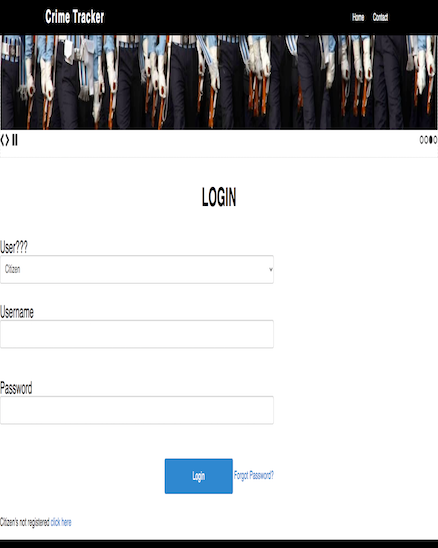 Crime Tracker
Home Contact
LOGIN
User???
Citizen
Username
Password
Login Forgot Password?
Citizen's not registered click here